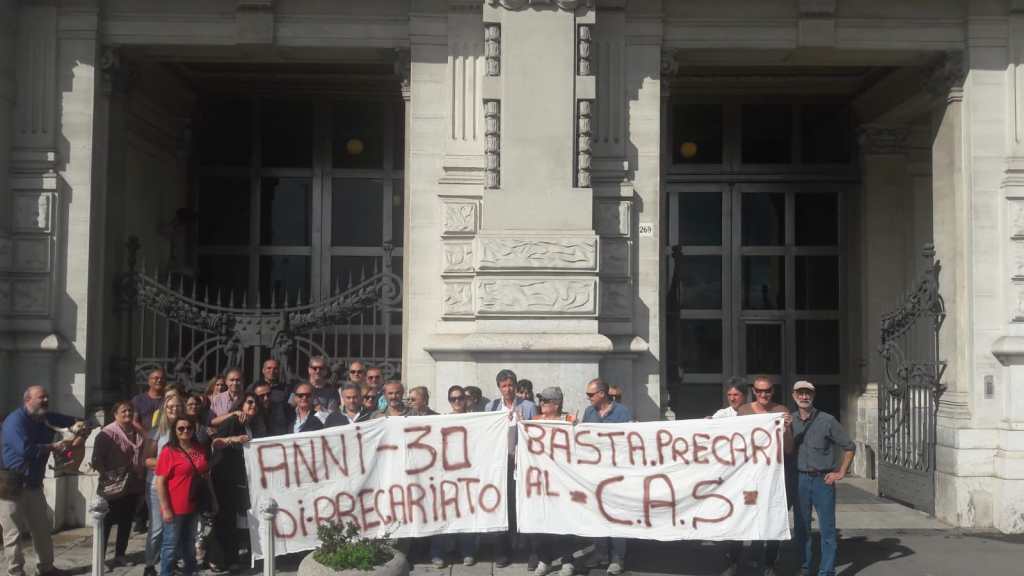 269
ANNI-30
DI-PRECARIATO
BASTA.PRECARI
AL C.A.S